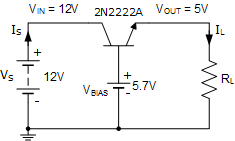 VIN = 12V
2N2222A
VOUT = 5V
IS
IL
+
VS
12V
-
VBIAS
+
5.7V
-
RL